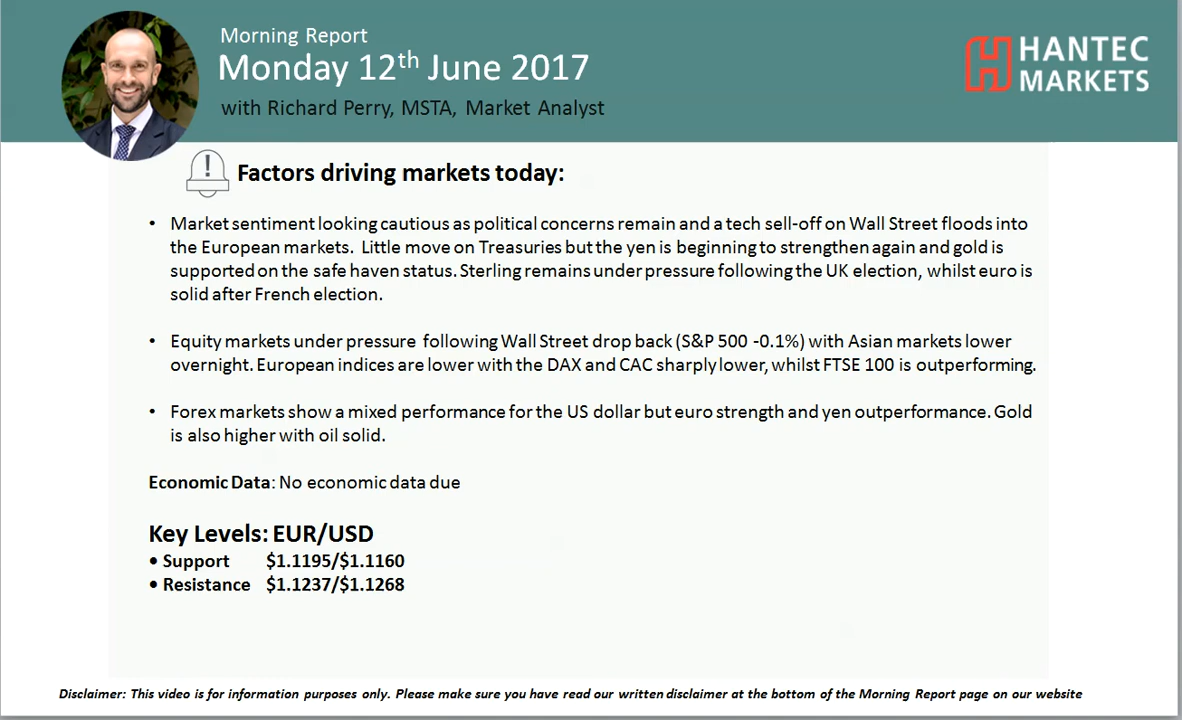 Morning Report
Monday 12th June 2017
with Richard Perry, MSTA, Market Analyst
HANTEC
MARKETS
Factors driving markets today:
• Market sentiment looking cautious as political concerns remain and a tech sell-off on Wall Street floods into
the European markets. Little move on Treasuries but the yen is beginning to strengthen again and gold is
supported on the safe haven status. Sterling remains under pressure following the UK election, whilst euro is
solid after French election.
• Equity markets under pressure following Wall Street drop back (S&P 500 -0.1%) with Asian markets lower
overnight. European indices are lower with the DAX and CAC sharply lower, whilst FTSE 100 is outperforming.
• Forex markets show a mixed performance for the US dollar but euro strength and yen outperformance. Gold
is also higher with oil solid.
Economic Data: No economic data due
Key Levels: EUR/USD
• Support $1.1195/$1.1160
• Resistance $1.1237/$1.1268
Disclaimer: This video is for information purposes only. Please make sure you have read our written disclaimer at the bottom of the Morning Report page on our website